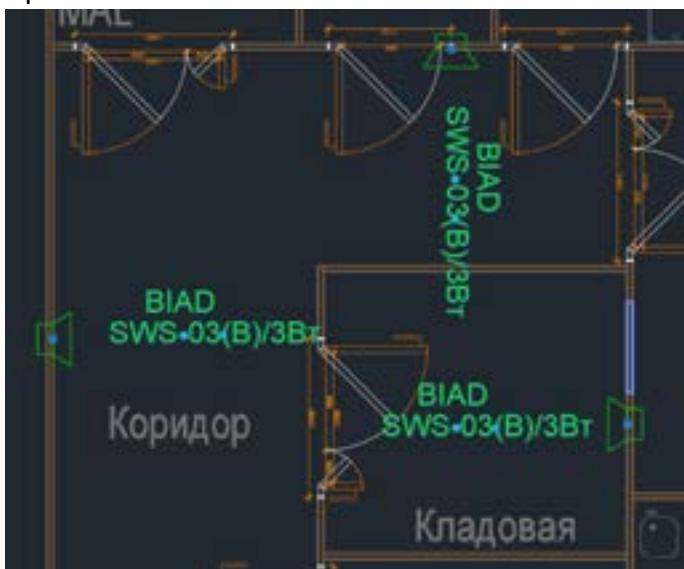 MAL
BIAD
SWS-03(В)/3Вт
BIAD
SWS-03(В)/3Вт
Коридор
BIAD
SWS-03(В)/3Вт
Кладовая